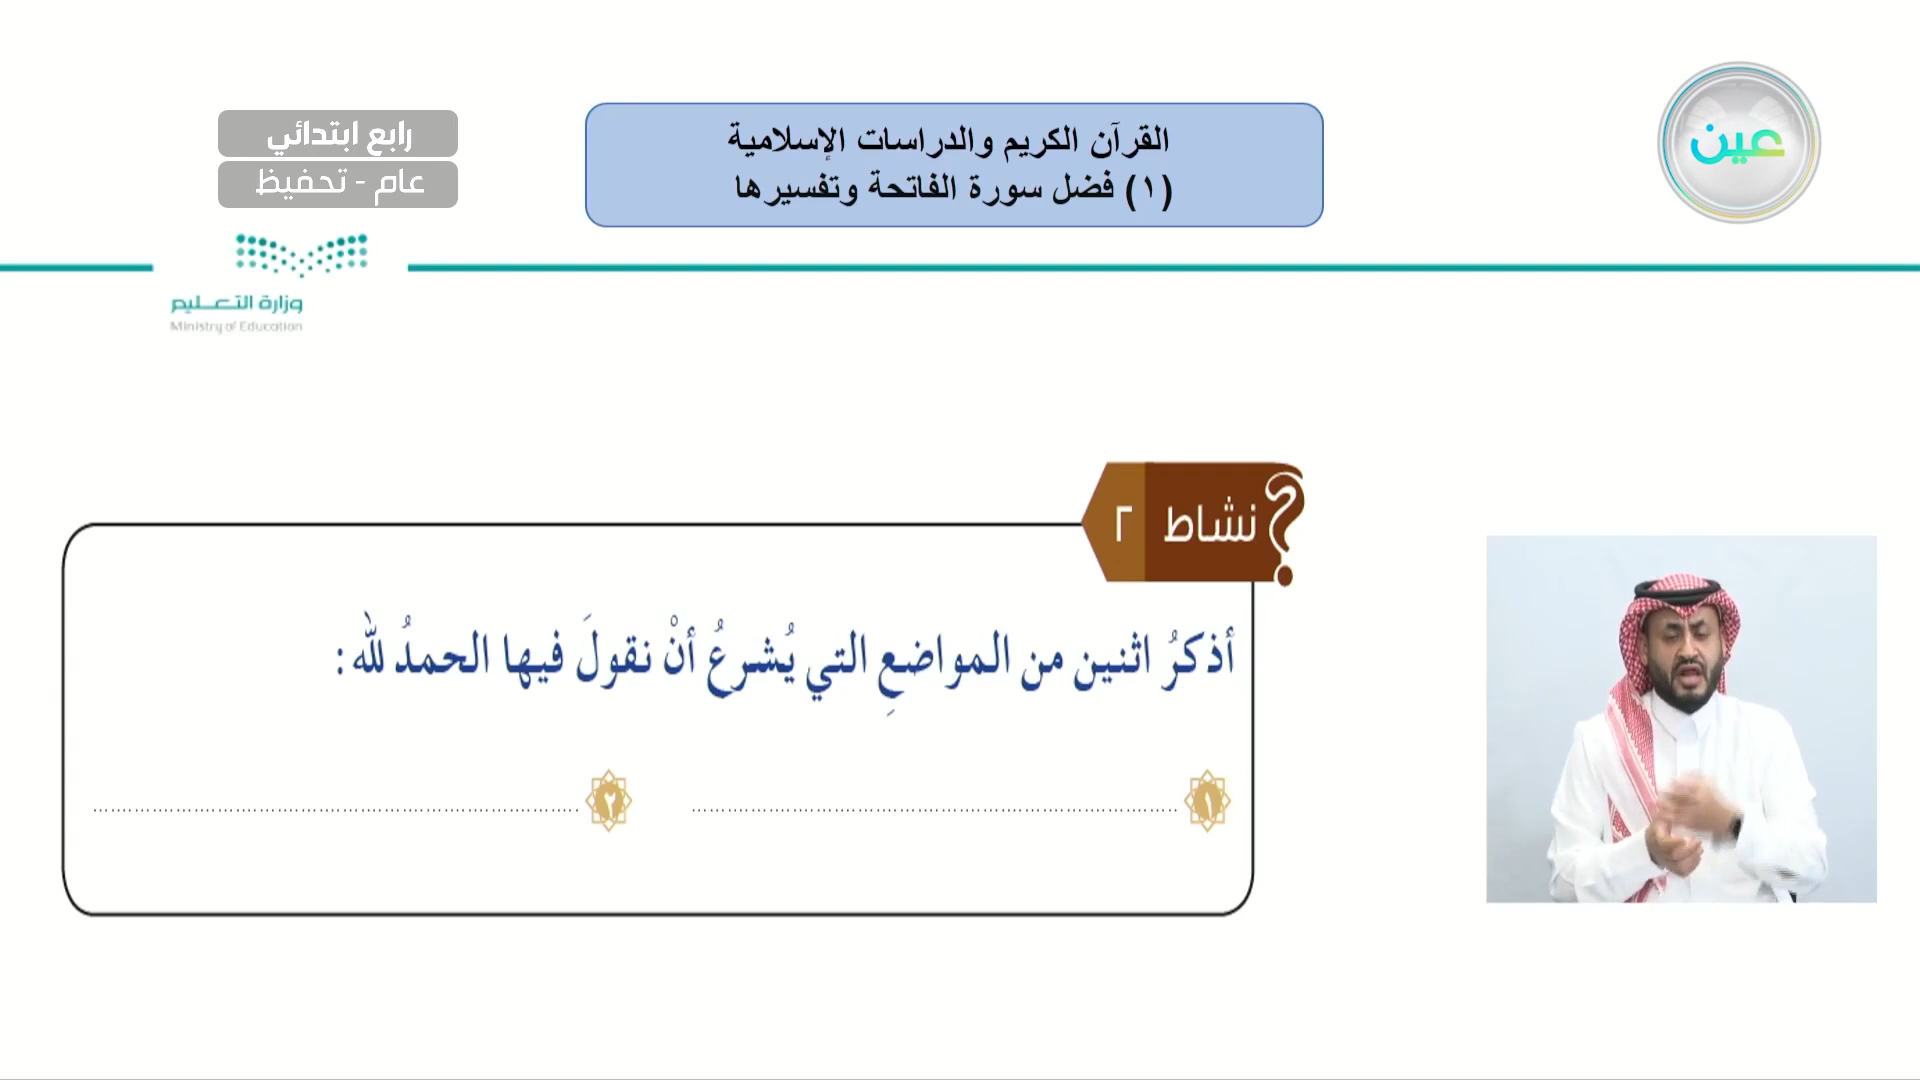 عين
القرآن الكريم والدراسات الإسلامية
(١) فضل سورة الفاتحة وتفسيرها
رابع ابتدائي
عام - تحفيظ
وزارة التعـــليم
Ministry of Education
نشاط ٢
أذكرُ اثنين من المواضعِ التي يُشرعُ أنْ نقولَ فيها الحمدُ لله:
١ ........................................ ٢ ........................................